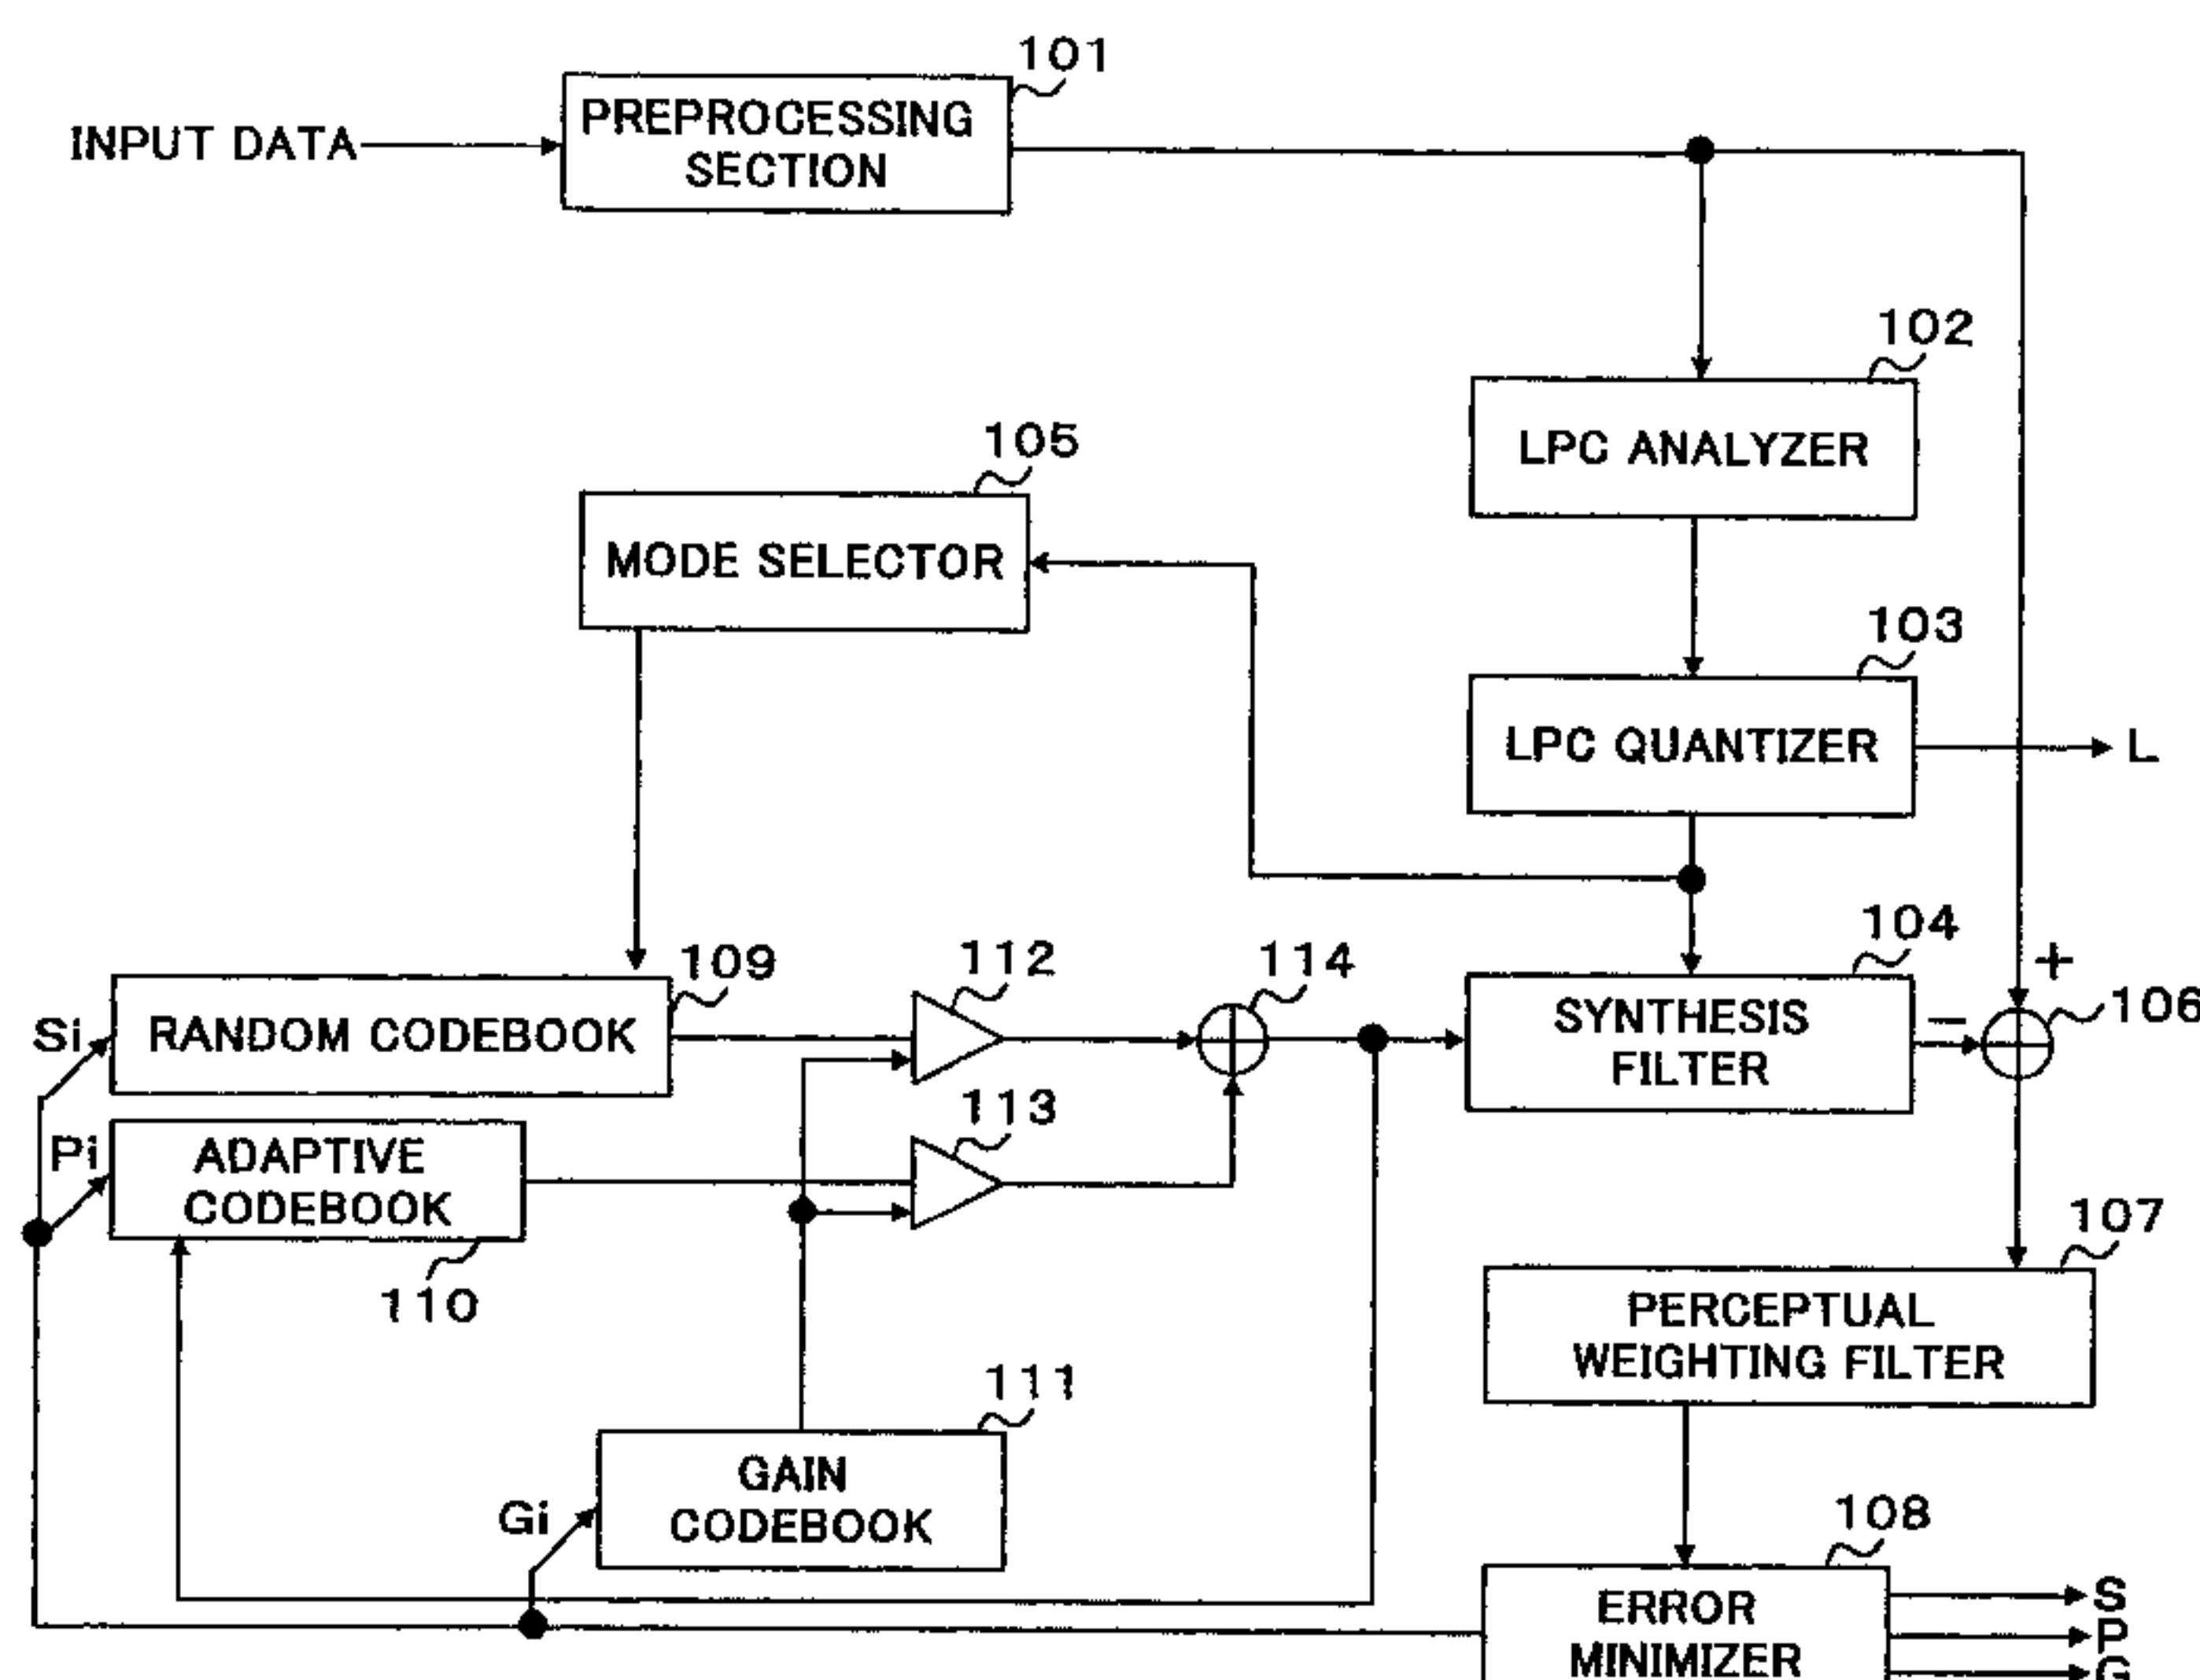 101
INPUT DATA
PREPROCESSING
SECTION
102
LPC ANALYZER
105
MODE SELECTOR
103
LPC QUANTIZER
L
104
SYNTHESIS
FILTER
+
−
106
109
RANDOM CODEBOOK
Si
112
114
113
Pi
ADAPTIVE
CODEBOOK
110
107
PERCEPTUAL
WEIGHTING FILTER
111
GAIN
CODEBOOK
Gi
108
ERROR
MINIMIZER
S
P
G